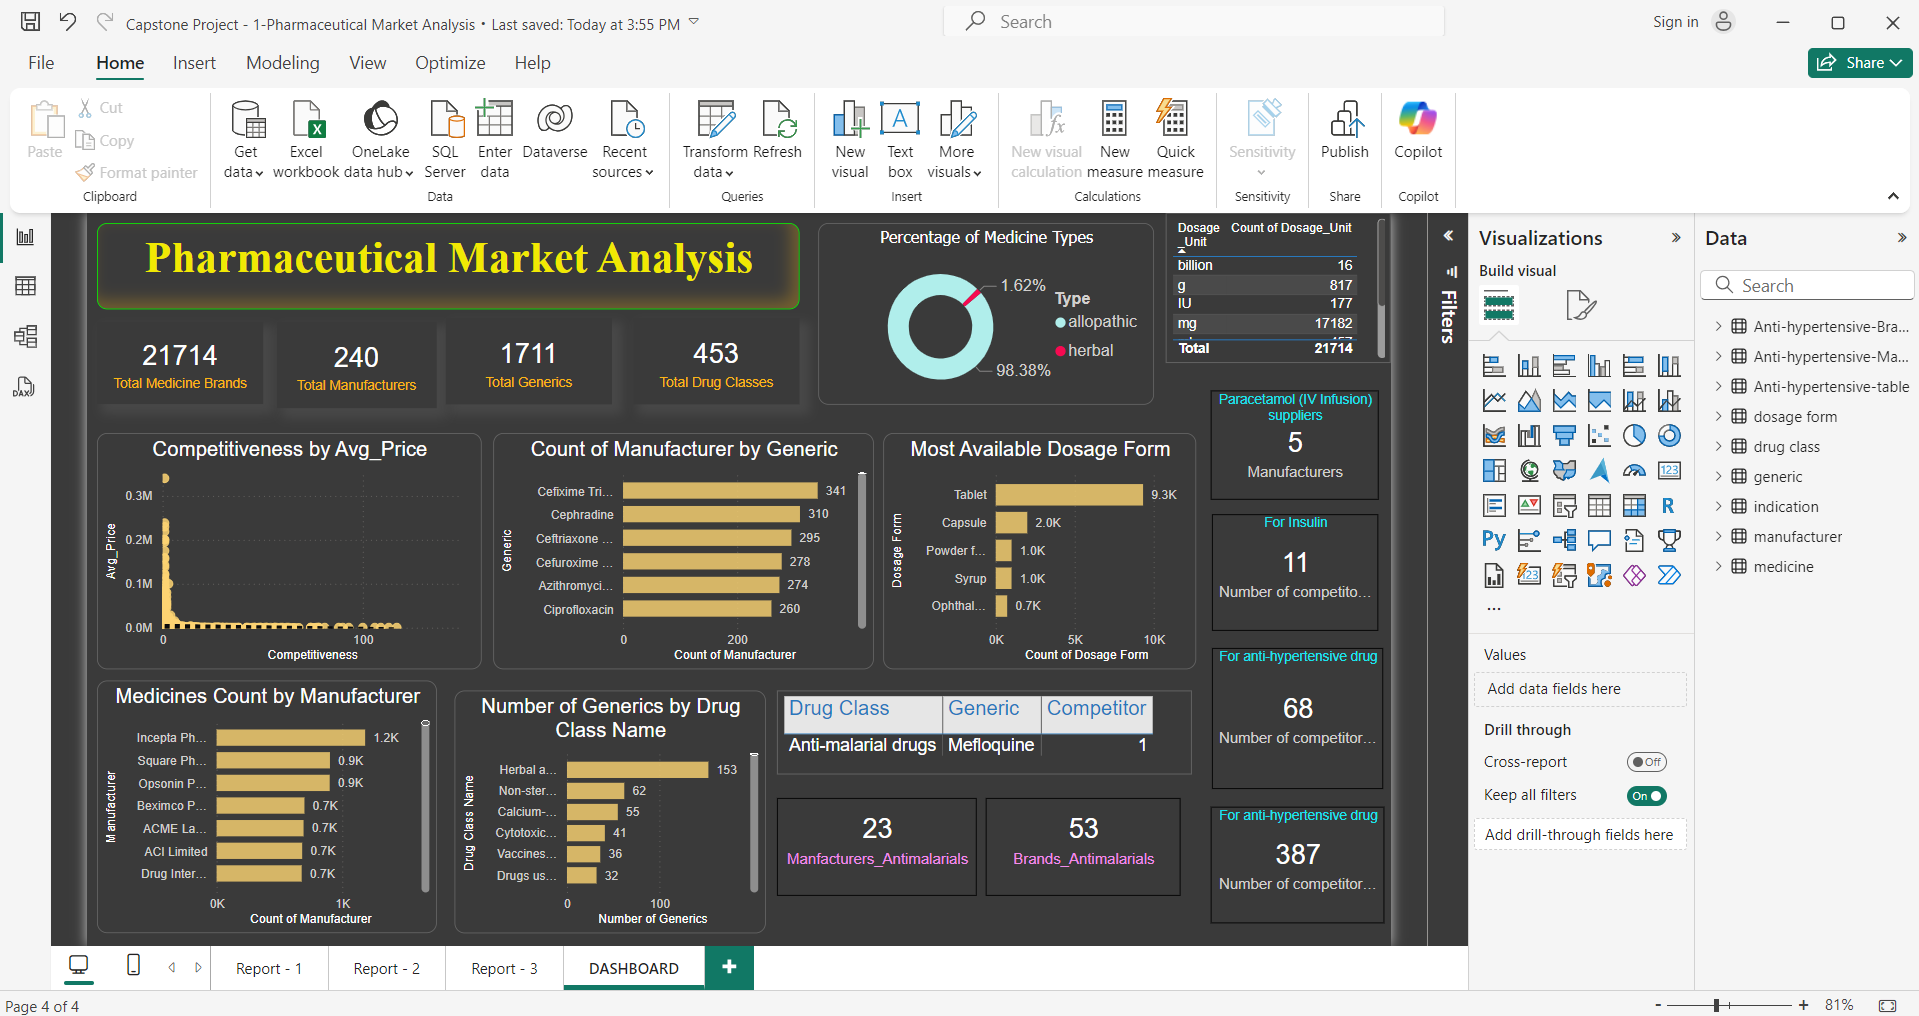 Capstone Project - 1-Pharmaceutical Market Analysis • Last saved: Today at 3:55 PM
Search
Sign in
File
Home
Insert
Modeling
View
Optimize
Help
Share
Paste
Cut
Copy
Format painter
Clipboard
Get data
Excel workbook
OneLake data hub
SQL Server
Enter data
Dataverse
Recent sources
Data
Transform data
Refresh
Queries
New visual
Text box
More visuals
Insert
New visual calculation
New measure
Quick measure
Calculations
Sensitivity
Sensitivity
Publish
Share
Copilot
Copilot
Pharmaceutical Market Analysis
21714
Total Medicine Brands
240
Total Manufacturers
1711
Total Generics
453
Total Drug Classes
Percentage of Medicine Types
1.62%
98.38%
Type
allopathic
herbal
Dosage _Unit Count of Dosage_Unit
billion 16
g 817
IU 177
mg 17182
Total 21714
Competitiveness by Avg_Price
Avg_Price
0.3M
0.2M
0.1M
0.0M
0 100
Competitiveness
Count of Manufacturer by Generic
Generic
Cefixime Tri... 341
Cephradine 310
Ceftriaxone ... 295
Cefuroxime ... 278
Azithromyci... 274
Ciprofloxacin 260
0 200
Count of Manufacturer
Most Available Dosage Form
Dosage Form
Tablet 9.3K
Capsule 2.0K
Powder f... 1.0K
Syrup 1.0K
Ophthal... 0.7K
0K 5K 10K
Count of Dosage Form
Paracetamol (IV Infusion) suppliers
5
Manufacturers
For Insulin
11
Number of competito...
For anti-hypertensive drug
68
Number of competitor...
For anti-hypertensive drug
387
Number of competitor...
Medicines Count by Manufacturer
Manufacturer
Incepta Ph... 1.2K
Square Ph... 0.9K
Opsonin P... 0.9K
Beximco P... 0.7K
ACME La... 0.7K
ACI Limited 0.7K
Drug Inter... 0.7K
0K 1K
Count of Manufacturer
Number of Generics by Drug Class Name
Drug Class Name
Herbal a... 153
Non-ster... 62
Calcium-... 55
Cytotoxic... 41
Vaccines... 36
Drugs us... 32
0 100
Number of Generics
Drug Class Generic Competitor
Anti-malarial drugs Mefloquine 1
23
Manfacturers_Antimalarials
53
Brands_Antimalarials
Filters
Visualizations
Build visual
123
R
Py
123
...
Values
Add data fields here
Drill through
Cross-report
Off
Keep all filters
On
Add drill-through fields here
Data
Search
Anti-hypertensive-Bra...
Anti-hypertensive-Ma...
Anti-hypertensive-table
dosage form
drug class
generic
indication
manufacturer
medicine
DAX
Report - 1
Report - 2
Report - 3
DASHBOARD
+
Page 4 of 4
- + 81%